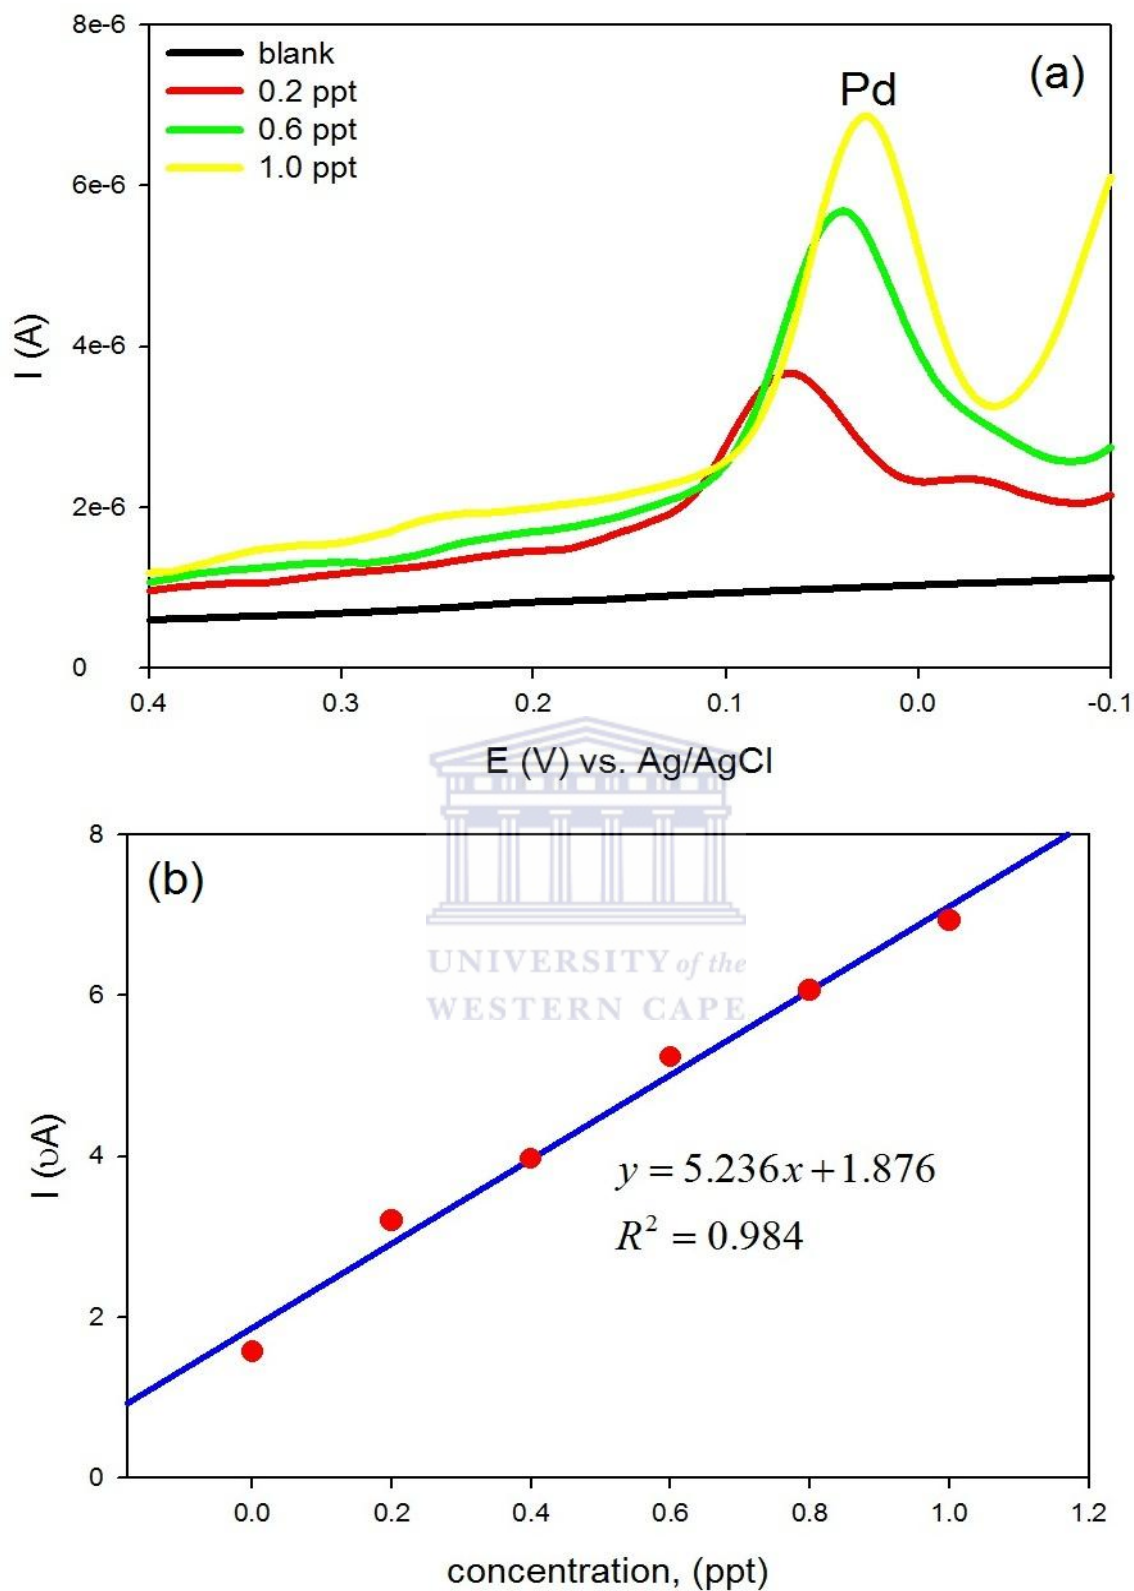 8e-6
blank
(a)
0.2 ppt
Pd
0.6 ppt
1.0 ppt
6e-6
I (A)
4e-6
2e-6
0
0.4 0.3 0.2 0.1 0.0 -0.1
E (V) vs. Ag/AgCl
8
(b)
UNIVERSITY of the
WESTERN CAPE
6
I (υA)
4
y = 5.236x + 1.876
R² = 0.984
2
0
0.0 0.2 0.4 0.6 0.8 1.0 1.2
concentration, (ppt)